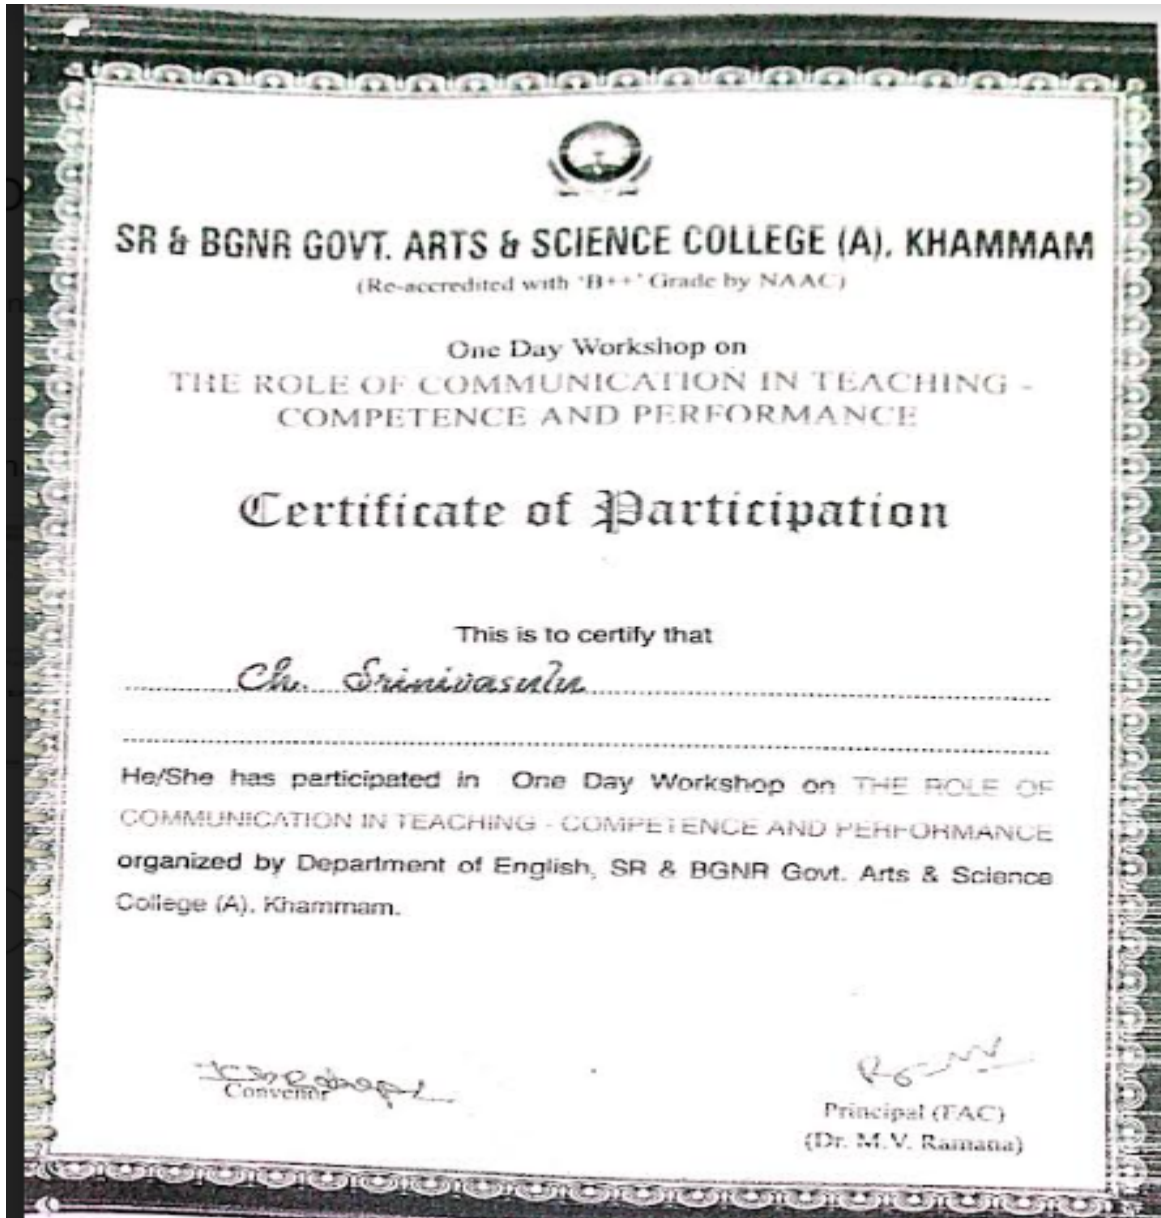 SR & BGNR GOVT. ARTS & SCIENCE COLLEGE (A), KHAMMAM
(Re-accredited with 'B++' Grade by NAAC)
One Day Workshop on
THE ROLE OF COMMUNICATION IN TEACHING -
COMPETENCE AND PERFORMANCE
Certificate of Participation
This is to certify that
Ch. Srinivasulu
He/She has participated in One Day Workshop on THE ROLE OF
COMMUNICATION IN TEACHING - COMPETENCE AND PERFORMANCE
organized by Department of English, SR & BGNR Govt. Arts & Science
College (A), Khammam.
Convenor
Principal (FAC)
(Dr. M.V. Ramana)